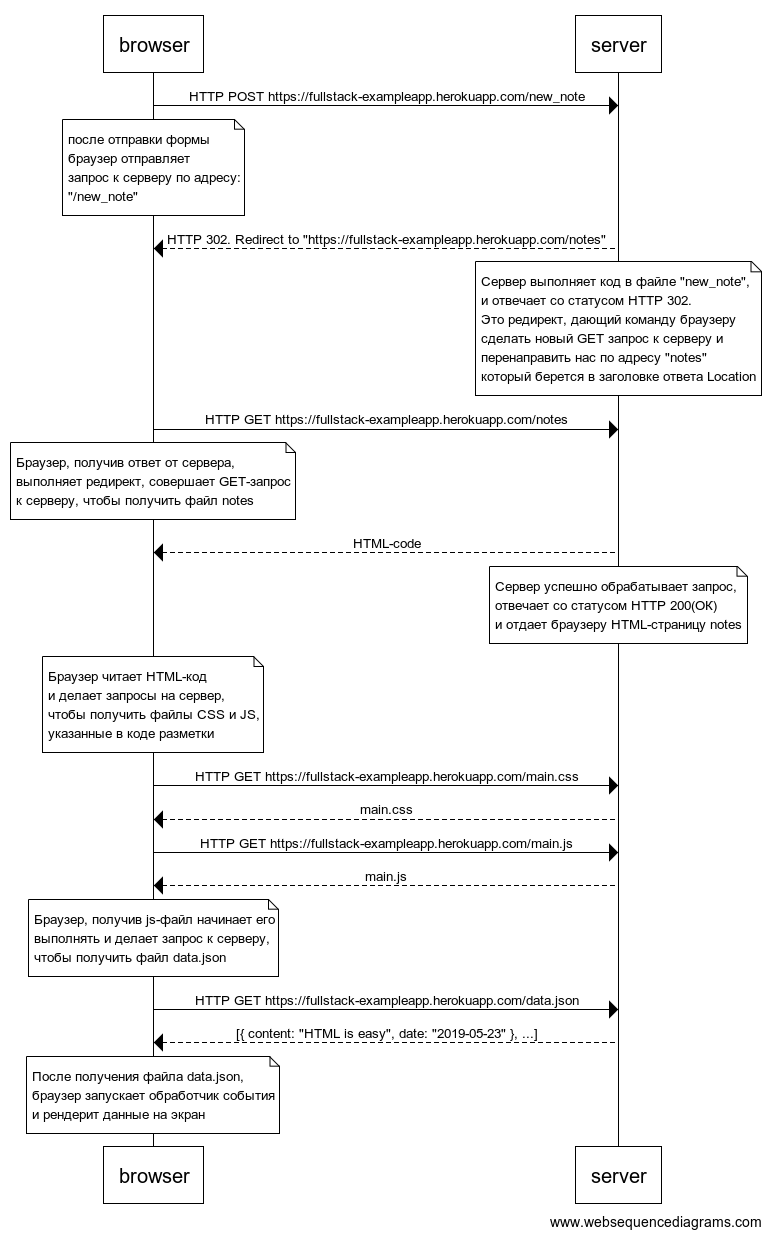 browser
server
HTTP POST https://fullstack-exampleapp.herokuapp.com/new_note
после отправки формы
браузер отправляет
запрос к серверу по адресу:
"/new_note"
HTTP 302. Redirect to "https://fullstack-exampleapp.herokuapp.com/notes"
Сервер выполняет код в файле "new_note",
и отвечает со статусом HTTP 302.
Это редирект, дающий команду браузеру
сделать новый GET запрос к серверу и
перенаправить нас по адресу "notes"
который берется в заголовке ответа Location
HTTP GET https://fullstack-exampleapp.herokuapp.com/notes
Браузер, получив ответ от сервера,
выполняет редирект, совершает GET-запрос
к серверу, чтобы получить файл notes
HTML-code
Сервер успешно обрабатывает запрос,
отвечает со статусом HTTP 200(ОК)
и отдает браузеру HTML-страницу notes
Браузер читает HTML-код
и делает запросы на сервер,
чтобы получить файлы CSS и JS,
указанные в коде разметки
HTTP GET https://fullstack-exampleapp.herokuapp.com/main.css
main.css
HTTP GET https://fullstack-exampleapp.herokuapp.com/main.js
main.js
Браузер, получив js-файл начинает его
выполнять и делает запрос к серверу,
чтобы получить файл data.json
HTTP GET https://fullstack-exampleapp.herokuapp.com/data.json
[{ content: "HTML is easy", date: "2019-05-23" }, ...]
После получения файла data.json,
браузер запускает обработчик события
и рендерит данные на экран
browser
server
www.websequencediagrams.com